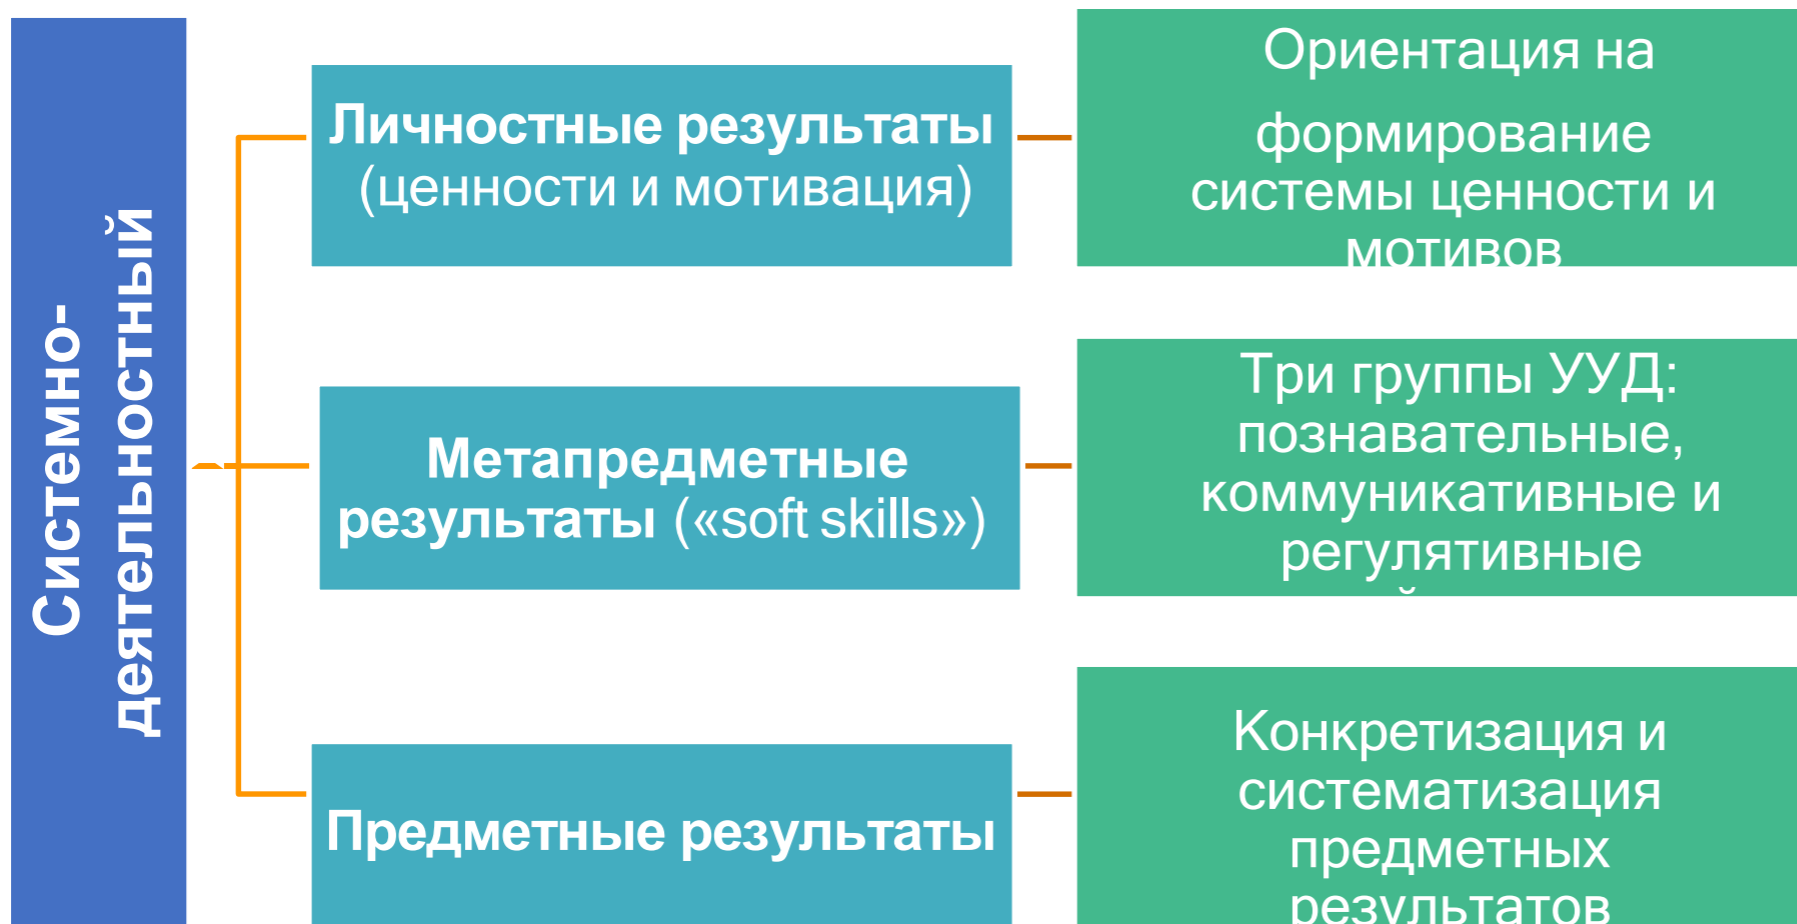 Системно-
деятельностный
Личностные результаты
(ценности и мотивация)
Ориентация на
формирование
системы ценности и
мотивов
Метапредметные
результаты («soft skills»)
Три группы УУД:
познавательные,
коммуникативные и
регулятивные
Предметные результаты
Конкретизация и
систематизация
предметных
результатов